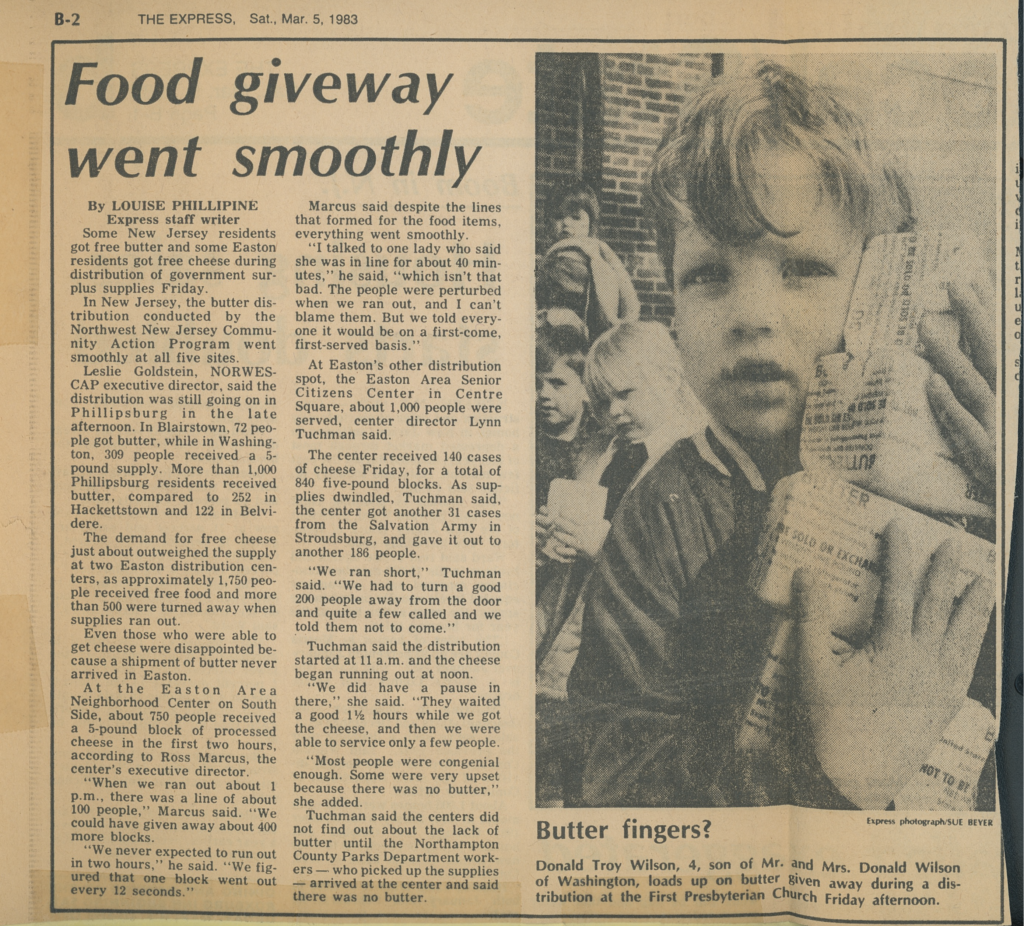 B-2 THE EXPRESS, Sat., Mar. 5, 1983
Food giveway
went smoothly
By LOUISE PHILLIPINE
Express staff writer
Some New Jersey residents
got free butter and some Easton
residents got free cheese during
distribution of government sur-
plus supplies Friday.
In New Jersey, the butter dis-
tribution conducted by the
Northwest New Jersey Commu-
nity Action Program went
smoothly at all five sites.
Leslie Goldstein, NORWES-
CAP executive director, said the
distribution was still going on in
Phillipsburg in the late
afternoon. In Blairstown, 72 peo-
ple got butter, while in Washing-
ton, 309 people received a 5-
pound supply. More than 1,000
Phillipsburg residents received
butter, compared to 252 in
Hackettstown and 122 in Belvi-
dere.
The demand for free cheese
just about outweighed the supply
at two Easton distribution cen-
ters, as approximately 1,750 peo-
ple received free food and more
than 500 were turned away when
supplies ran out.
Even those who were able to
get cheese were disappointed be-
cause a shipment of butter never
arrived in Easton.
At the Easton Area
Neighborhood Center on South
Side, about 750 people received
a 5-pound block of processed
cheese in the first two hours,
according to Ross Marcus, the
center's executive director.
"When we ran out about 1
p.m., there was a line of about
100 people," Marcus said. "We
could have given away about 400
more blocks.
"We never expected to run out
in two hours," he said. "We fig-
ured that one block went out
every 12 seconds."
Marcus said despite the lines
that formed for the food items,
everything went smoothly.
"I talked to one lady who said
she was in line for about 40 min-
utes," he said, "which isn't that
bad. The people were perturbed
when we ran out, and I can't
blame them. But we told every-
one it would be on a first-come,
first-served basis."
At Easton's other distribution
spot, the Easton Area Senior
Citizens Center in Centre
Square, about 1,000 people were
served, center director Lynn
Tuchman said.
The center received 140 cases
of cheese Friday, for a total of
840 five-pound blocks. As sup-
plies dwindled, Tuchman said,
the center got another 31 cases
from the Salvation Army in
Stroudsburg, and gave it out to
another 186 people.
"We ran short," Tuchman
said. "We had to turn a good
200 people away from the door
and quite a few called and we
told them not to come."
Tuchman said the distribution
started at 11 a.m. and the cheese
began running out at noon.
"We did have a pause in
there," she said. "They waited
a good 1½ hours while we got
the cheese, and then we were
able to service only a few people.
"Most people were congenial
enough. Some were very upset
because there was no butter,"
she added.
Tuchman said the centers did
not find out about the lack of
butter until the Northampton
County Parks Department work-
ers — who picked up the supplies
— arrived at the center and said
there was no butter.
BE SOLD O
BE SOLD OR
BUTTER
BUTTER
BE SOLD OR EXCHAN
NOT TO BE
Express photograph/SUE BEYER
Butter fingers?
Donald Troy Wilson, 4, son of Mr. and Mrs. Donald Wilson
of Washington, loads up on butter given away during a dis-
tribution at the First Presbyterian Church Friday afternoon.